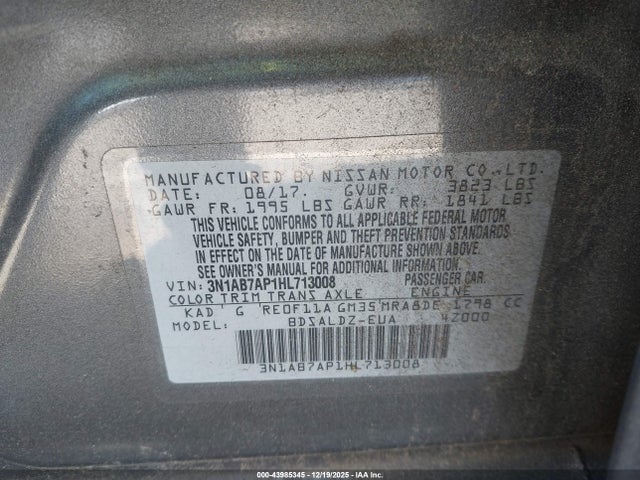 MANUFACTURED BY NISSAN MOTOR CO.,LTD.
DATE: 08/17. GVWR: 3823 LBS
GAWR FR: 1995 LBS GAWR RR: 1841 LBS
THIS VEHICLE CONFORMS TO ALL APPLICABLE FEDERAL MOTOR
VEHICLE SAFETY, BUMPER AND THEFT PREVENTION STANDARDS
IN EFFECT ON THE DATE OF MANUFACTURE SHOWN ABOVE.
SEE OWNER'S MANUAL FOR ADDITIONAL INFORMATION.
VIN: 3N1AB7AP1HL713008 PASSENGER CAR.
COLOR TRIM TRANS AXLE ENGINE
KAD G RE0F11A GM35 MRA8DE 1798 CC
MODEL: BDSALDZ-EUA 4Z000
3N1AB7AP1HL713008
000-43985345 - 12/19/2025 - IAA Inc.